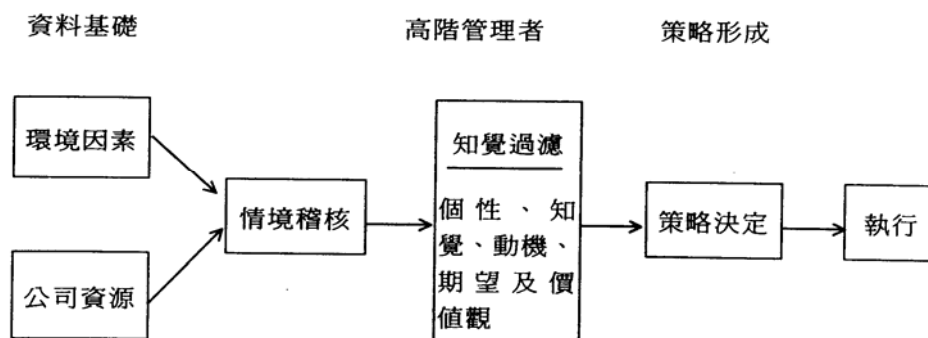 資料基礎
高階管理者
策略形成
環境因素
公司資源
情境稽核
知覺過濾
個性、知
覺、動機、
期望及價
值觀
策略決定
執行